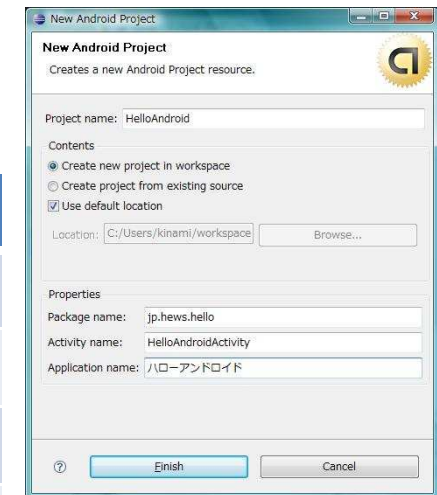 New Android Project
New Android Project
Creates a new Android Project resource.
Project name: HelloAndroid
Contents
Create new project in workspace
Create project from existing source
Use default location
Location: C:/Users/kinami/workspace Browse...
Properties
Package name: jp.hews.hello
Activity name: HelloAndroidActivity
Application name: ハローアンドロイド
Finish Cancel